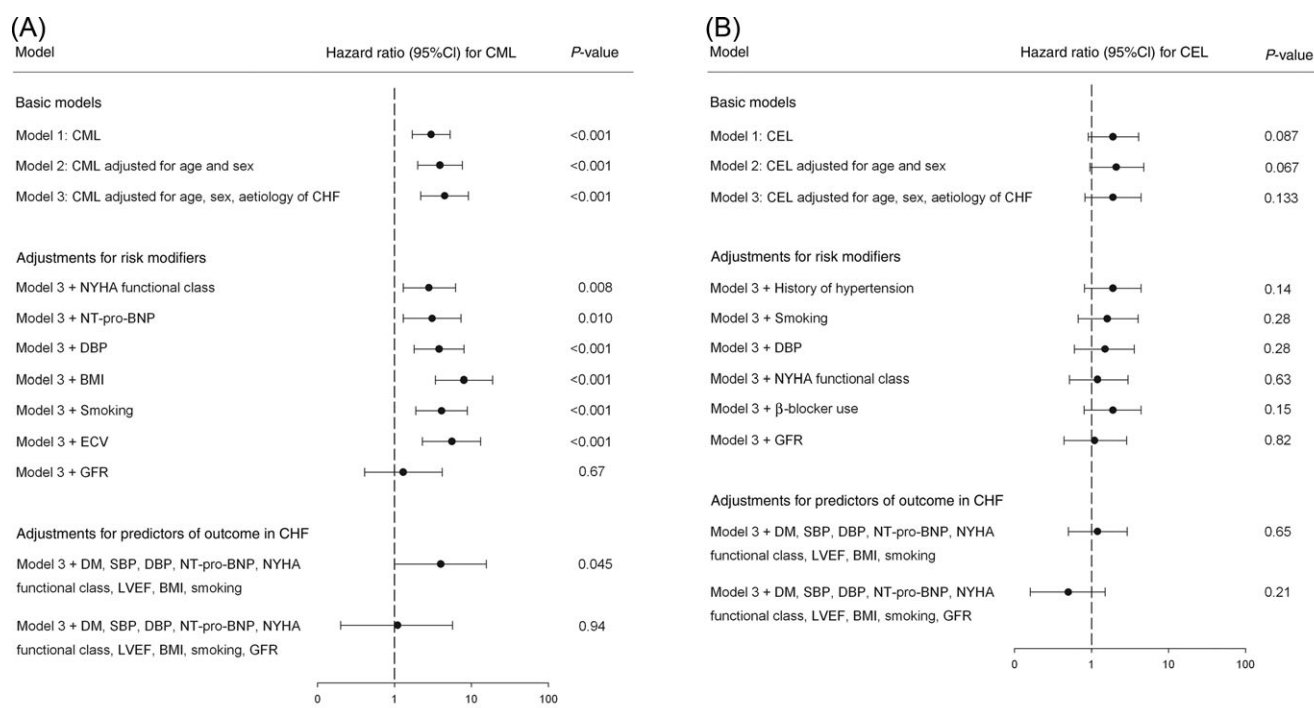 (A)
Model Hazard ratio (95%CI) for CML P-value
Basic models
Model 1: CML <0.001
Model 2: CML adjusted for age and sex <0.001
Model 3: CML adjusted for age, sex, aetiology of CHF <0.001
Adjustments for risk modifiers
Model 3 + NYHA functional class 0.008
Model 3 + NT-pro-BNP 0.010
Model 3 + DBP <0.001
Model 3 + BMI <0.001
Model 3 + Smoking <0.001
Model 3 + ECV <0.001
Model 3 + GFR 0.67
Adjustments for predictors of outcome in CHF
Model 3 + DM, SBP, DBP, NT-pro-BNP, NYHA 0.045
functional class, LVEF, BMI, smoking
Model 3 + DM, SBP, DBP, NT-pro-BNP, NYHA 0.94
functional class, LVEF, BMI, smoking, GFR
0 1 10 100
(B)
Model Hazard ratio (95%CI) for CEL P-value
Basic models
Model 1: CEL 0.087
Model 2: CEL adjusted for age and sex 0.067
Model 3: CEL adjusted for age, sex, aetiology of CHF 0.133
Adjustments for risk modifiers
Model 3 + History of hypertension 0.14
Model 3 + Smoking 0.28
Model 3 + DBP 0.28
Model 3 + NYHA functional class 0.63
Model 3 + β-blocker use 0.15
Model 3 + GFR 0.82
Adjustments for predictors of outcome in CHF
Model 3 + DM, SBP, DBP, NT-pro-BNP, NYHA 0.65
functional class, LVEF, BMI, smoking
Model 3 + DM, SBP, DBP, NT-pro-BNP, NYHA 0.21
functional class, LVEF, BMI, smoking, GFR
0 1 10 100